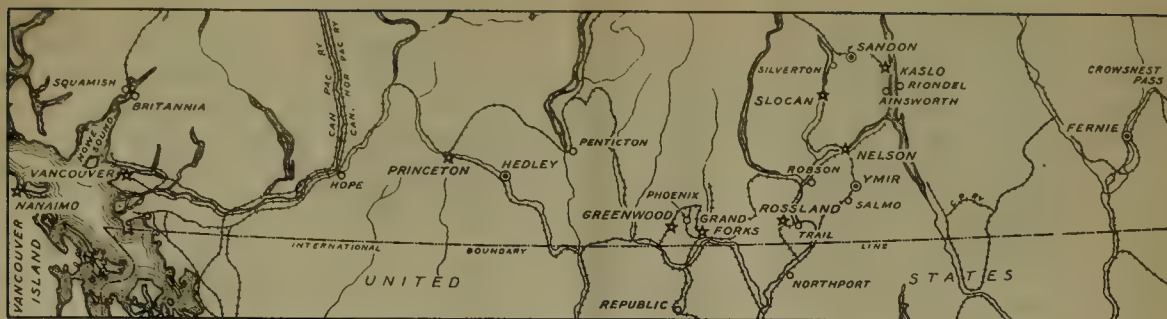 SQUAMISH
BRITANNIA
HOWE
SOUND
VANCOUVER
NANAIMO
VANCOUVER
ISLAND
CAN. PAC RY
CAN. NOR PAC RY
HOPE
PRINCETON
HEDLEY
PENTICTON
SILVERTON
SANDON
KASLO
RIONDEL
AINSWORTH
SLOCAN
CROWSNEST
PASS
FERNIE
NELSON
ROBSON
YMIR
SALMO
PHOENIX
GREENWOOD
GRAND
FORKS
ROSSLAND
TRAIL
C.P. RY
INTERNATIONAL BOUNDARY LINE
UNITED STATES
NORTHPORT
REPUBLIC